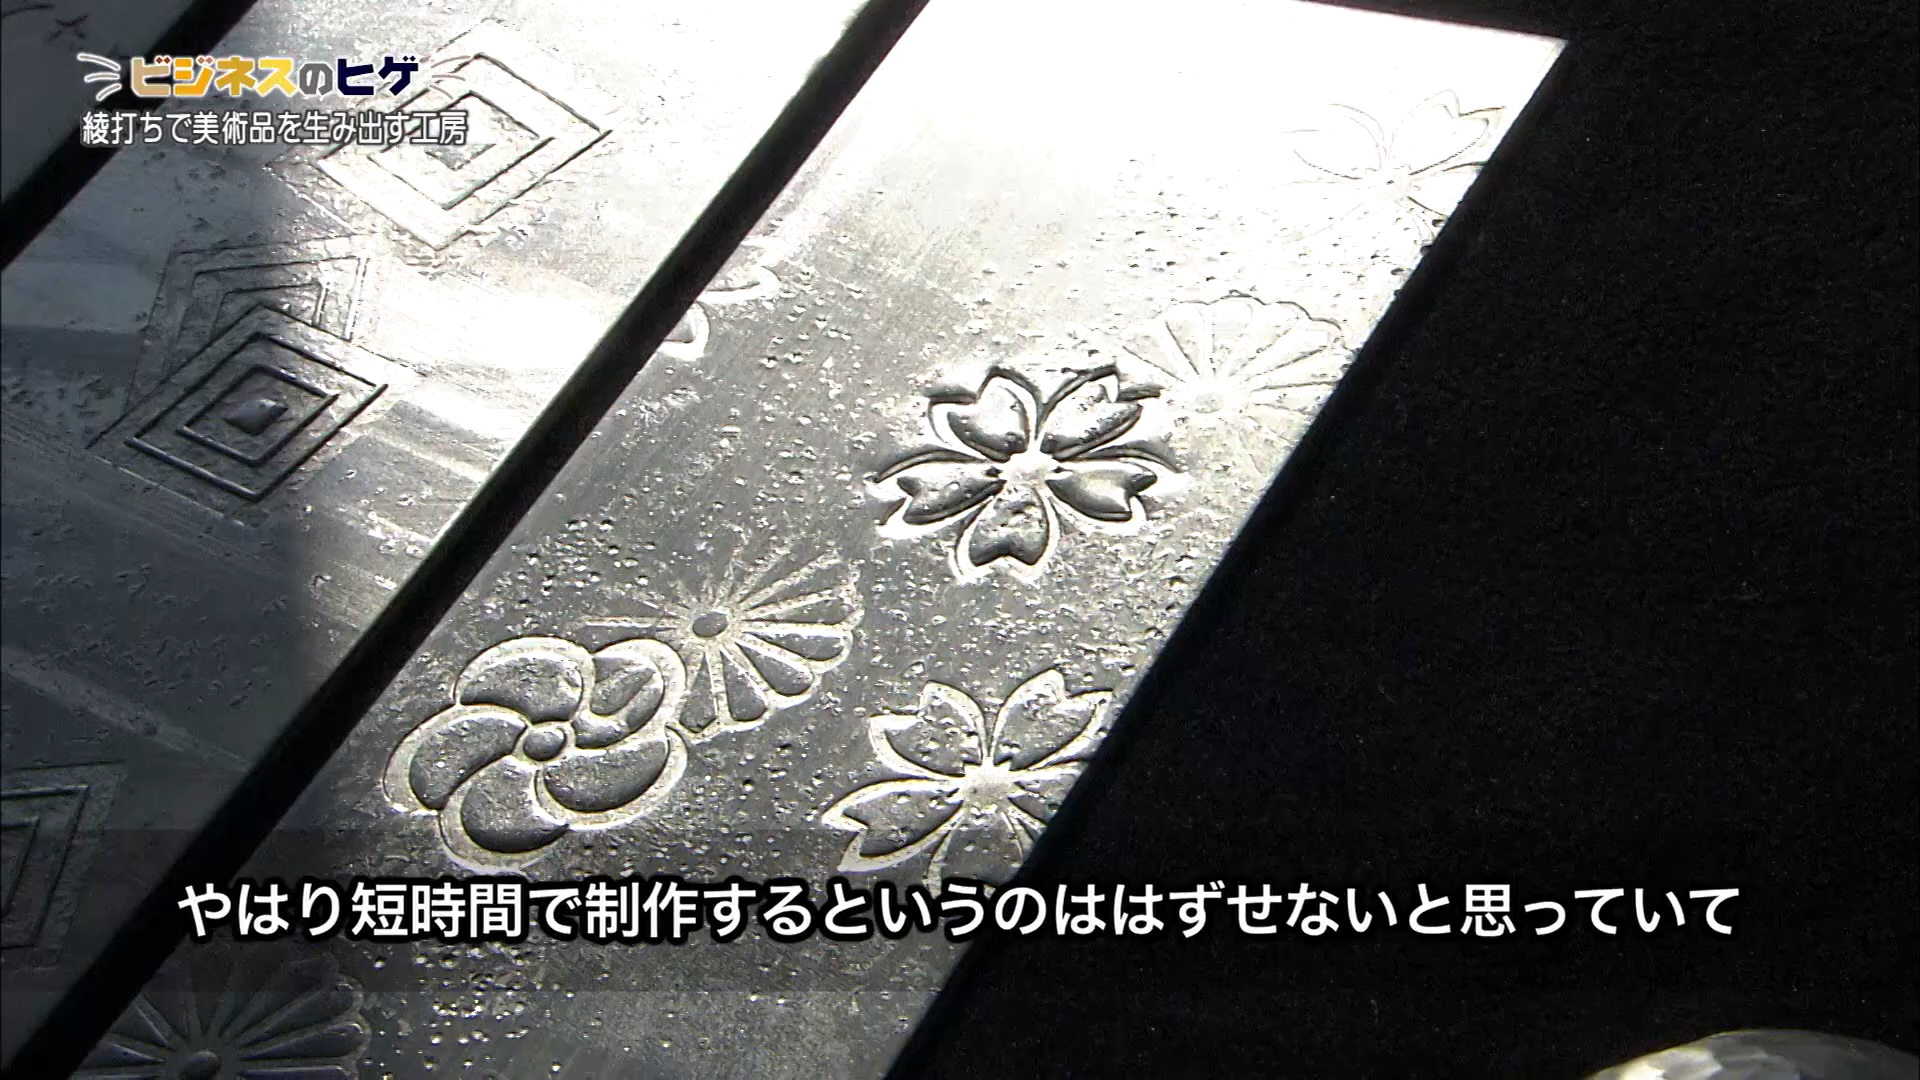 ビジネスのヒゲ
綾打ちで美術品を生み出す工房
やはり短時間で制作するというのははずせないと思っていて